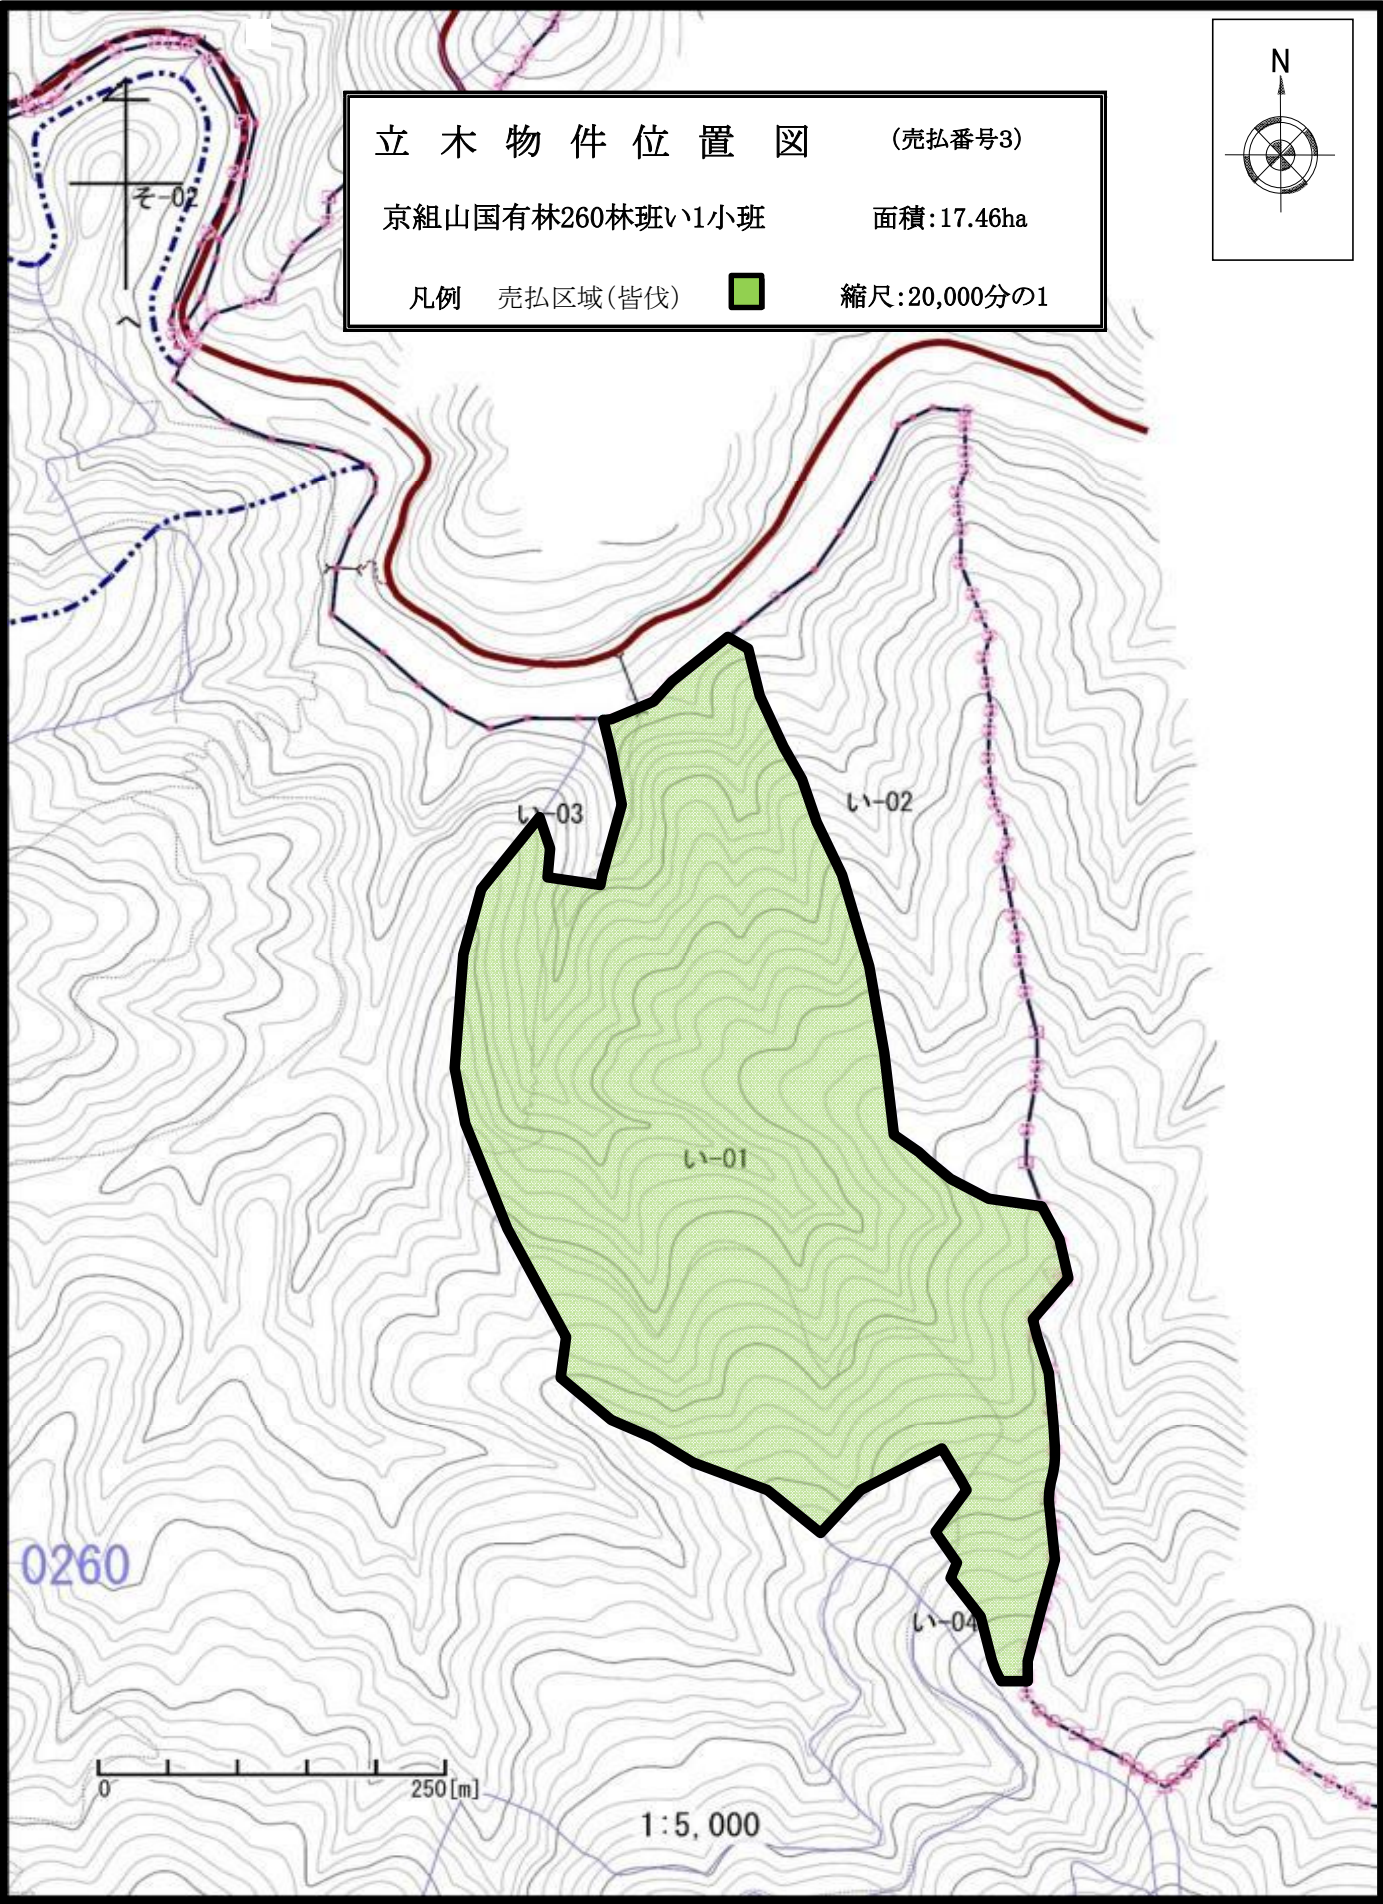 N
立木物件位置図 (売払番号3)
京組山国有林260林班い1小班 面積:17.46ha
凡例 売払区域(皆伐) 縮尺:20,000分の1
そ-02
へ
い-03
い-02
い-01
0260
い-04
0 250[m]
1:5,000